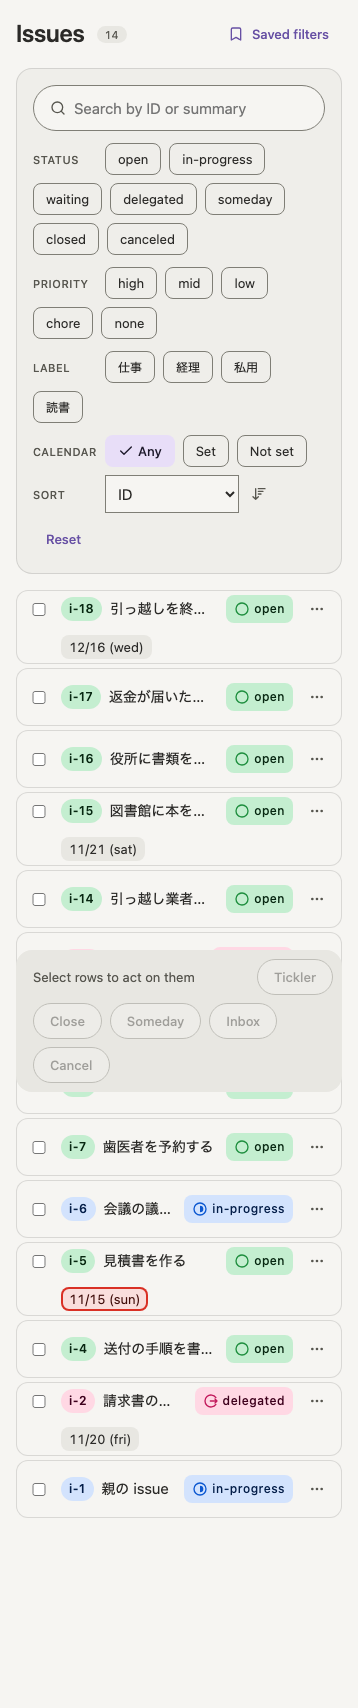 Issues 14 Saved filters
Search by ID or summary
STATUS open in-progress
waiting delegated someday
closed canceled
PRIORITY high mid low
chore none
LABEL 仕事 経理 私用
読書
CALENDAR Any Set Not set
SORT ID
Reset
i-18 引っ越しを終... open
12/16 (wed)
i-17 返金が届いた... open
i-16 役所に書類を... open
i-15 図書館に本を... open
11/21 (sat)
i-14 引っ越し業者... open
Select rows to act on them Tickler
Close Someday Inbox
Cancel
i-7 歯医者を予約する open
i-6 会議の議... in-progress
i-5 見積書を作る open
11/15 (sun)
i-4 送付の手順を書... open
i-2 請求書の... delegated
11/20 (fri)
i-1 親の issue in-progress